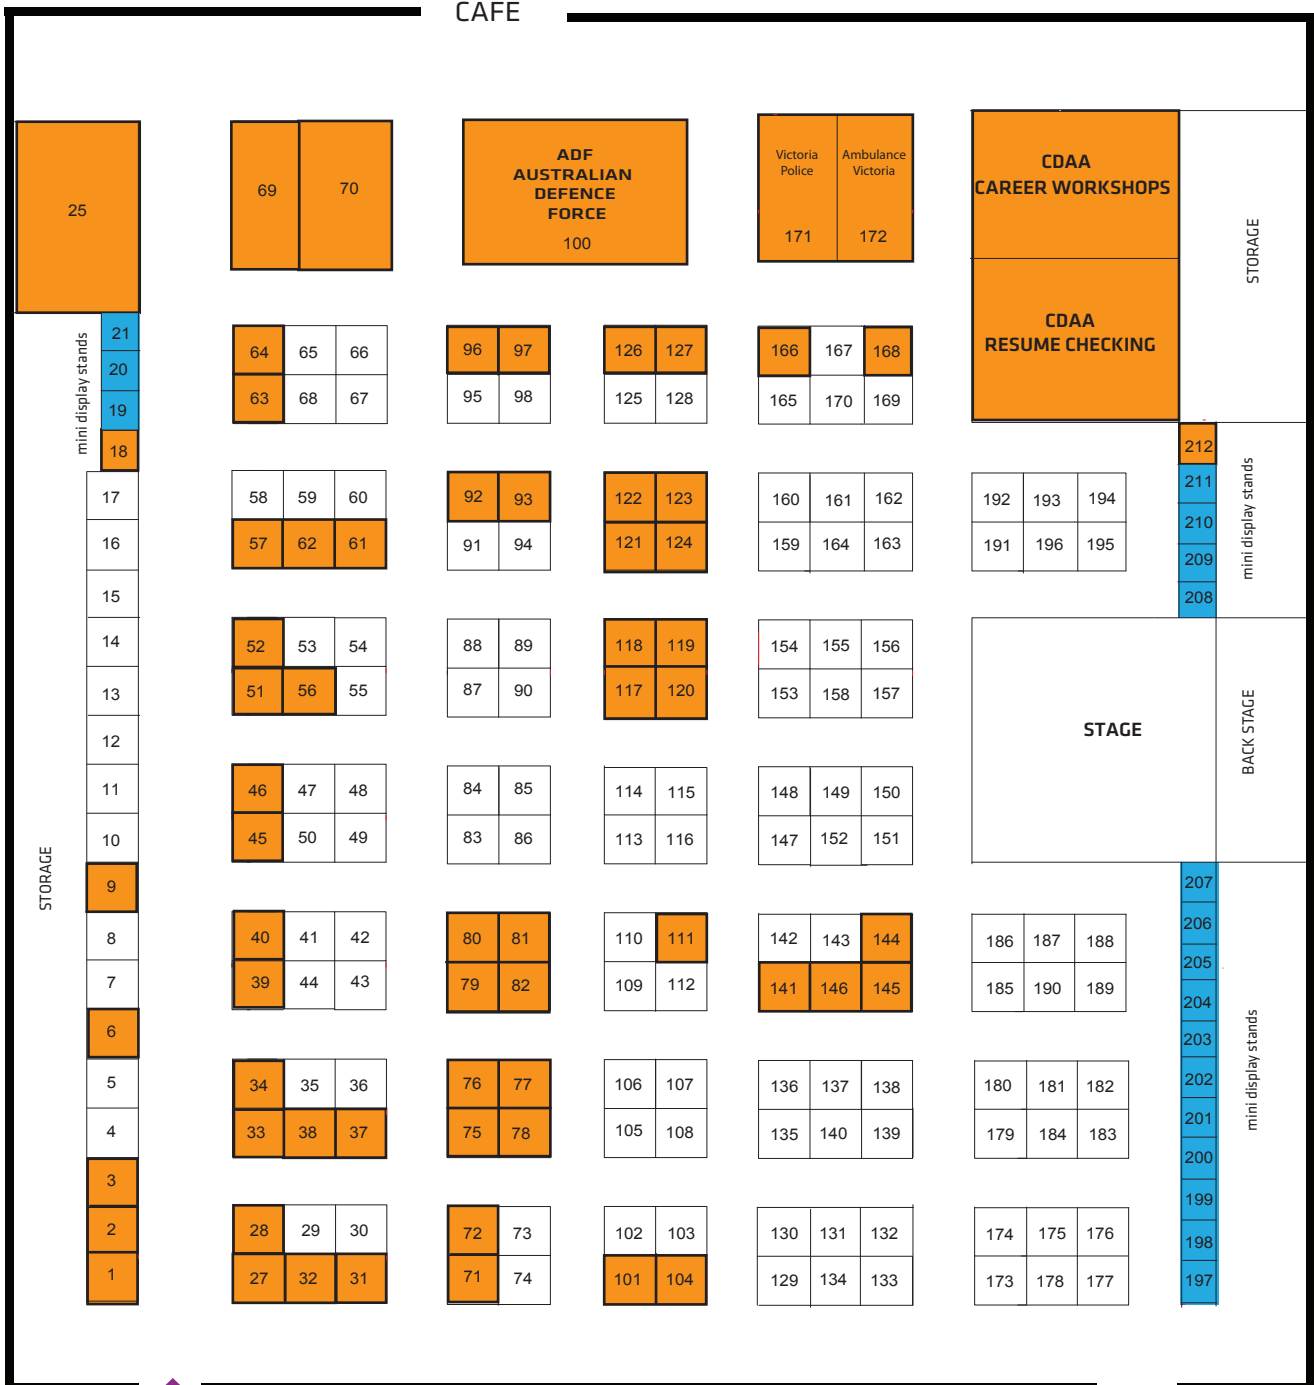 CAFE
25
69
70
ADF
AUSTRALIAN
DEFENCE
FORCE
100
Victoria
Police
171
Ambulance
Victoria
172
CDAA
CAREER WORKSHOPS
CDAA
RESUME CHECKING
STORAGE
mini display stands
21
20
19
18
17
16
15
14
13
12
11
10
9
8
7
6
5
4
3
2
1
STORAGE
64 65 66
63 68 67
96 97
95 98
126 127
125 128
166 167 168
165 170 169
58 59 60
57 62 61
92 93
91 94
122 123
121 124
160 161 162
159 164 163
192 193 194
191 196 195
212
211
210
209
208
mini display stands
52 53 54
51 56 55
88 89
87 90
118 119
117 120
154 155 156
153 158 157
STAGE
BACK STAGE
46 47 48
45 50 49
84 85
83 86
114 115
113 116
148 149 150
147 152 151
40 41 42
39 44 43
80 81
79 82
110 111
109 112
142 143 144
141 146 145
186 187 188
185 190 189
207
206
205
204
203
202
201
200
199
198
197
mini display stands
34 35 36
33 38 37
76 77
75 78
106 107
105 108
136 137 138
135 140 139
180 181 182
179 184 183
28 29 30
27 32 31
72 73
71 74
102 103
101 104
130 131 132
129 134 133
174 175 176
173 178 177